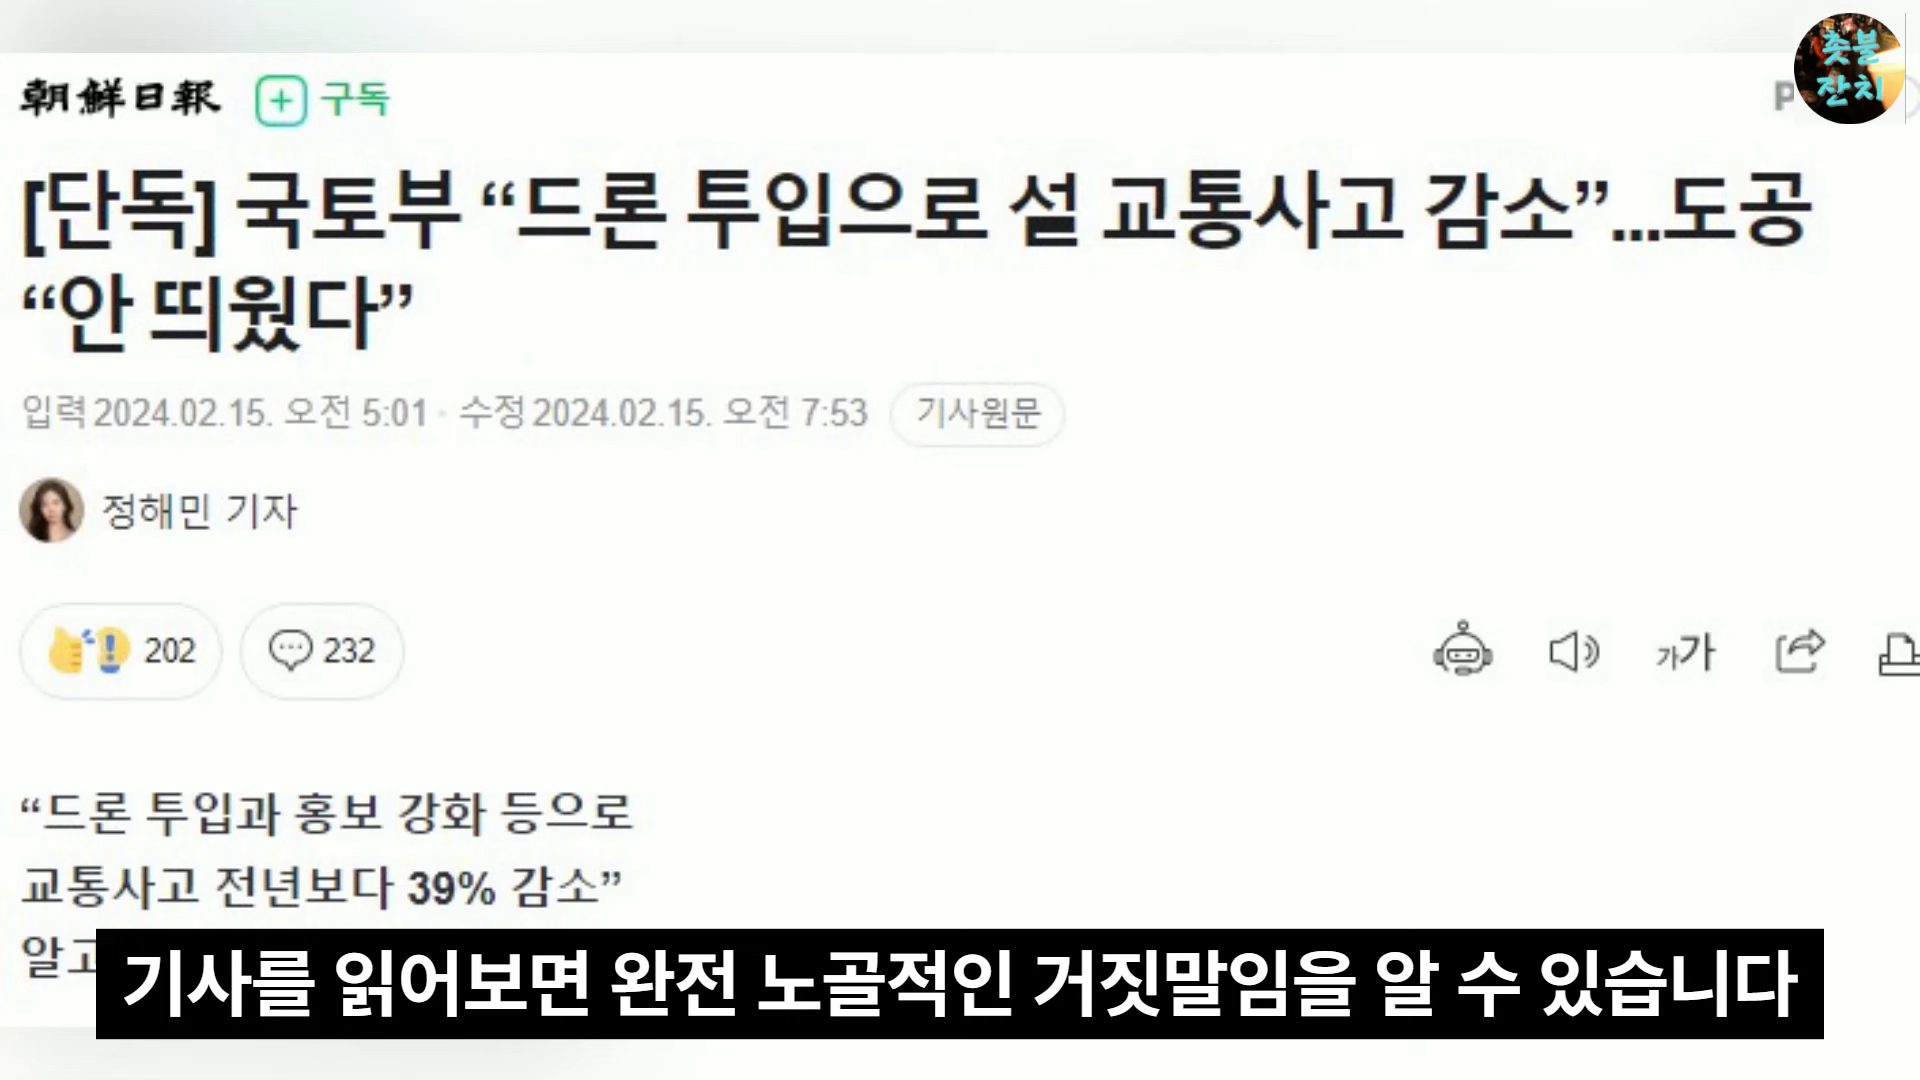 朝鮮日報 구독
촛불
잔치
[단독] 국토부 “드론 투입으로 설 교통사고 감소”...도공
“안 띄웠다”
입력 2024.02.15. 오전 5:01 · 수정 2024.02.15. 오전 7:53 기사원문
정해민 기자
202 232 가가
“드론 투입과 홍보 강화 등으로
교통사고 전년보다 39% 감소”
기사를 읽어보면 완전 노골적인 거짓말임을 알 수 있습니다